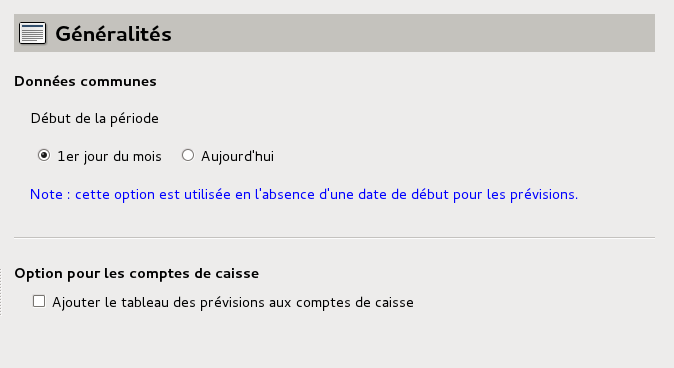 Généralités
Données communes
Début de la période
1er jour du mois Aujourd'hui
Note : cette option est utilisée en l'absence d'une date de début pour les prévisions.
Option pour les comptes de caisse
Ajouter le tableau des prévisions aux comptes de caisse